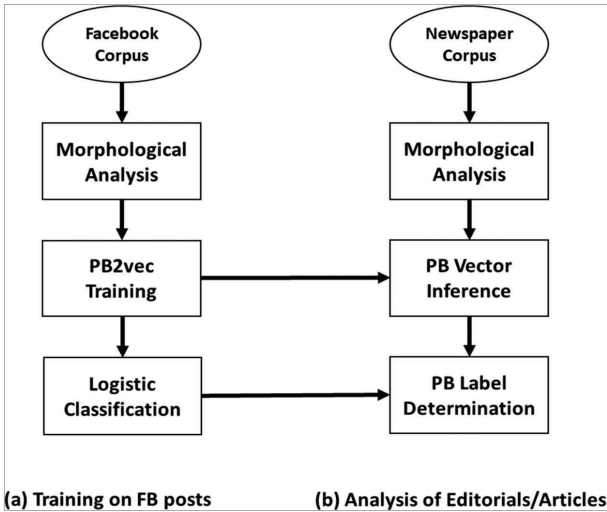 Facebook
Corpus
Morphological
Analysis
PB2vec
Training
Logistic
Classification
(a) Training on FB posts
Newspaper
Corpus
Morphological
Analysis
PB Vector
Inference
PB Label
Determination
(b) Analysis of Editorials/Articles